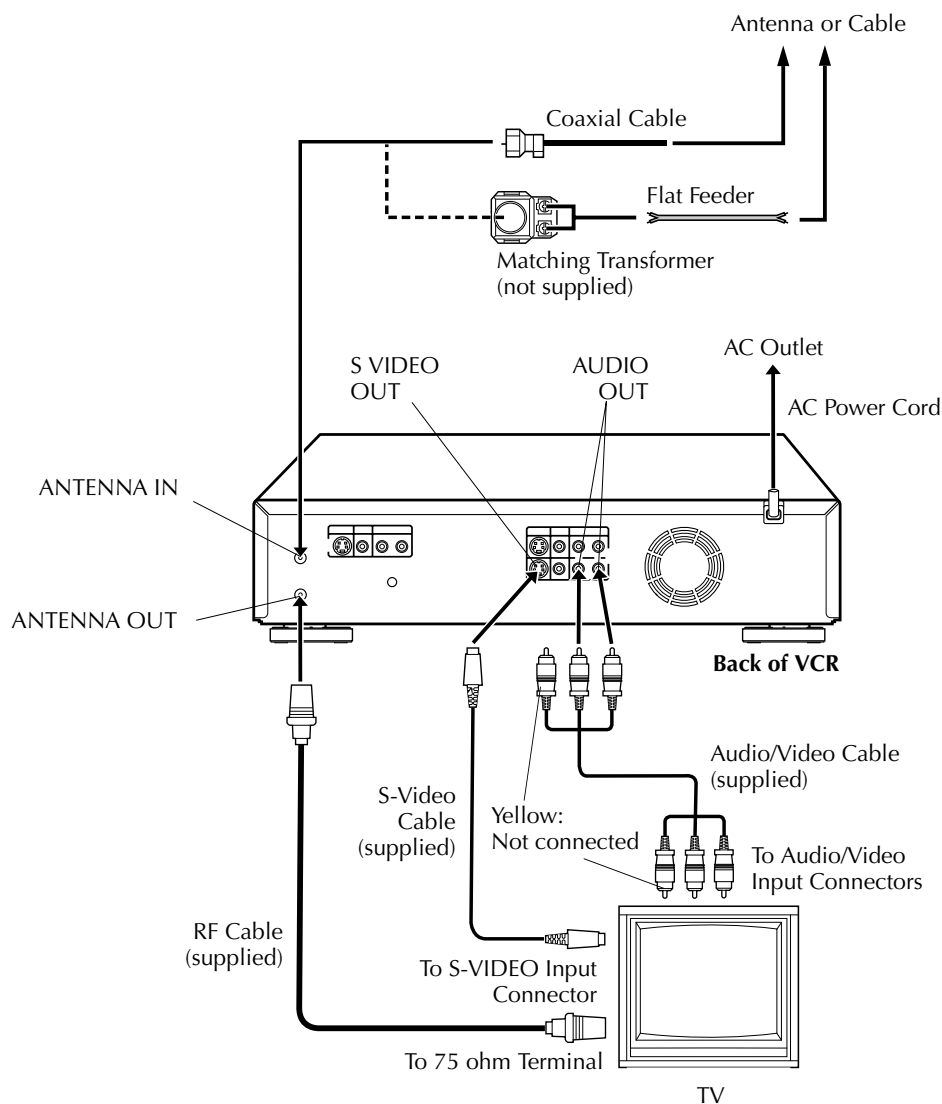 Antenna or Cable
Coaxial Cable
Flat Feeder
Matching Transformer
(not supplied)
S VIDEO
OUT
AUDIO
OUT
AC Outlet
AC Power Cord
ANTENNA IN
ANTENNA OUT
Back of VCR
Audio/Video Cable
(supplied)
S-Video
Cable
(supplied)
Yellow:
Not connected
To Audio/Video
Input Connectors
RF Cable
(supplied)
To S-VIDEO Input
Connector
To 75 ohm Terminal
TV